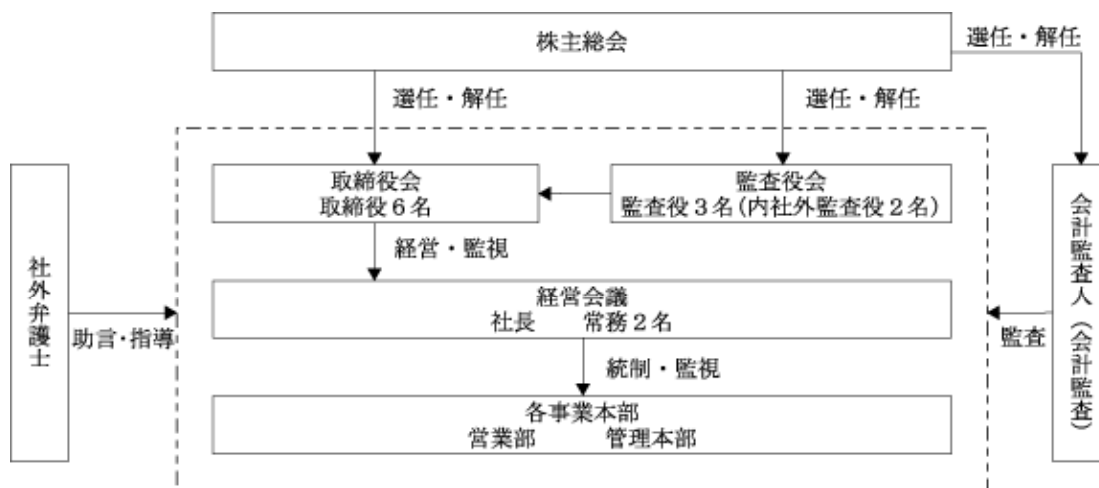 株主総会
選任・解任
選任・解任
選任・解任
取締役会
取締役6名
監査役会
監査役3名(内社外監査役2名)
経営・監視
経営会議
社長 常務2名
統制・監視
各事業本部
営業部 管理本部
社外弁護士
助言・指導
監査
会計監査人(会計監査)